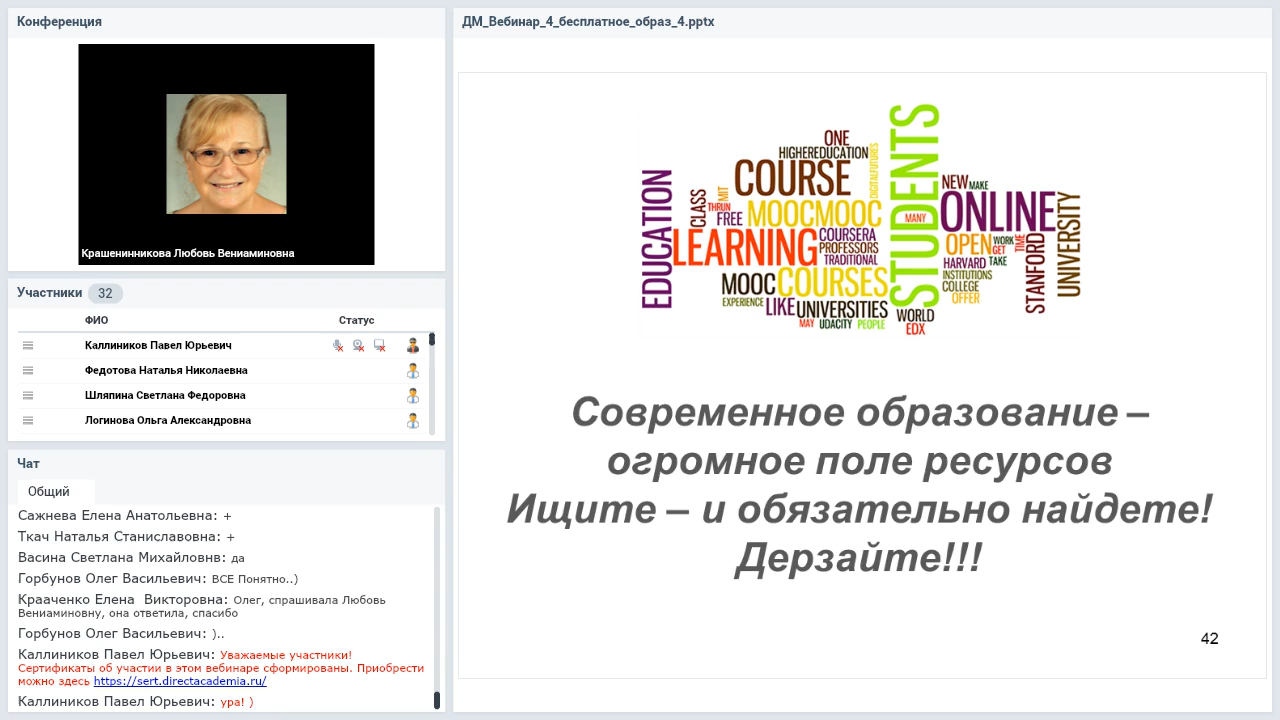 Конференция
Крашенинникова Любовь Вениаминовна
Участники 32
ФИО Статус
Каллиников Павел Юрьевич
Федотова Наталья Николаевна
Шляпина Светлана Федоровна
Логинова Ольга Александровна
Чат
Общий
Сажнева Елена Анатольевна: +
Ткач Наталья Станиславовна: +
Васина Светлана Михайловнв: да
Горбунов Олег Васильевич: ВСЕ Понятно..)
Крааченко Елена Викторовна: Олег, спрашивала Любовь
Вениаминовну, она ответила, спасибо
Горбунов Олег Васильевич: )..
Каллиников Павел Юрьевич: Уважаемые участники!
Сертификаты об участии в этом вебинаре сформированы. Приобрести
можно здесь https://sert.directacademia.ru/
Каллиников Павел Юрьевич: ура! )
ДМ_Вебинар_4_бесплатное_образ_4.pptx
EDUCATION
CLASS
THRUN
MIT
FREE
ONE
HIGHEREDUCATION
COURSE
DIGITALFUTURES
MOOCMOOC
LEARNING
COURSERA
PROFESSORS
TRADITIONAL
MOOC
COURSES
EXPERIENCE
LIKE
UNIVERSITIES
MAY
UDACITY
PEOPLE
STUDENTS
MANY
NEW
MAKE
ONLINE
OPEN
WORK
GET
TIME
HARVARD
TAKE
INSTITUTIONS
COLLEGE
OFFER
STANFORD
UNIVERSITY
WORLD
EDX
Современное образование –
огромное поле ресурсов
Ищите – и обязательно найдете!
Дерзайте!!!
42